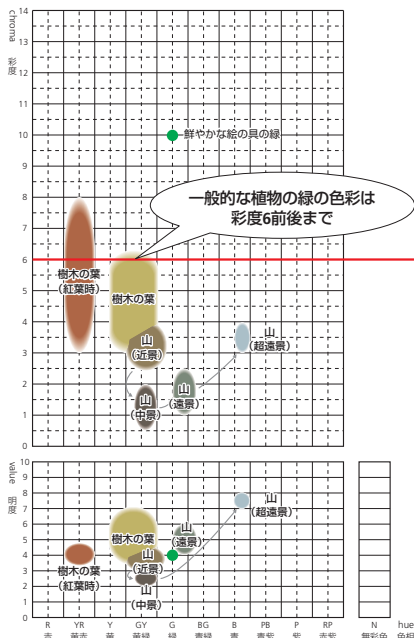 chroma 彩度
14
13
12
11
10
9
8
7
6
5
4
3
2
1
0
鮮やかな絵の具の緑
一般的な植物の緑の色彩は
彩度6前後まで
樹木の葉
(紅葉時)
樹木の葉
山
(近景)
山
(中景)
山
(遠景)
山
(超遠景)
value 明度
10
9
8
7
6
5
4
3
2
1
0
樹木の葉
(紅葉時)
樹木の葉
山
(近景)
山
(中景)
山
(遠景)
山
(超遠景)
R YR Y GY G BG B PB P RP N hue
赤 黄赤 黄 黄緑 緑 青緑 青 青紫 紫 赤紫 無彩色 色相